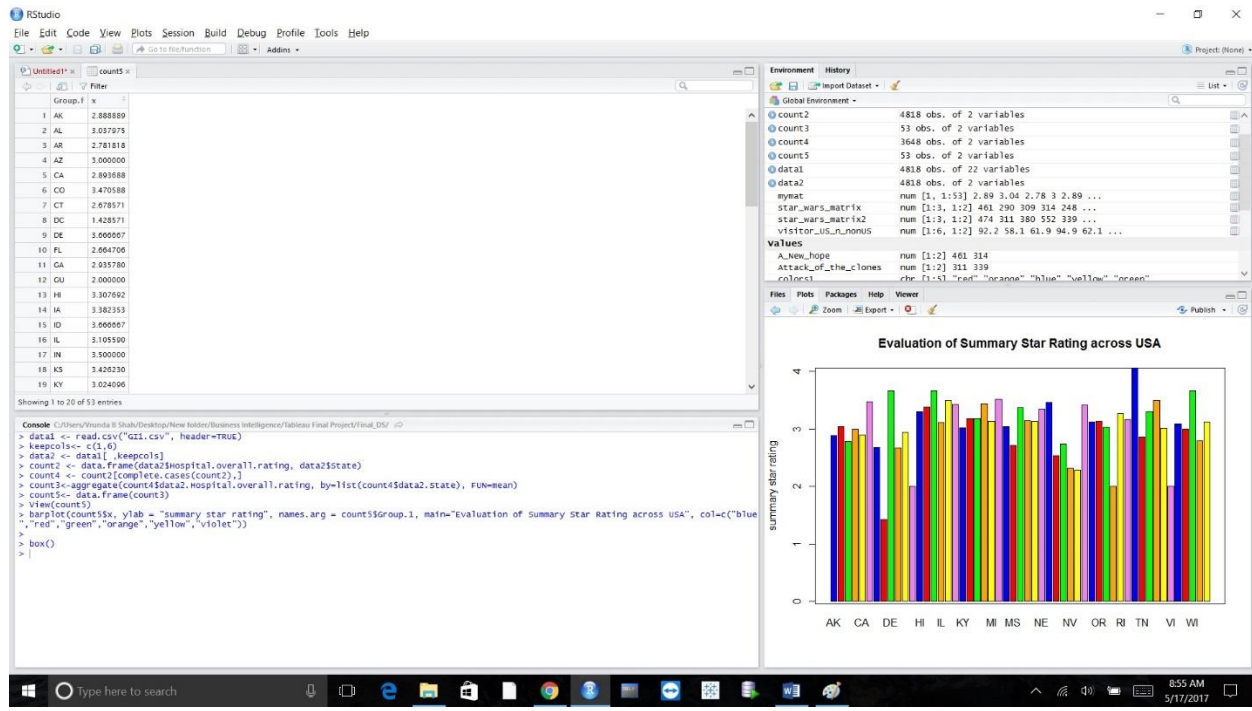 RStudio
File Edit Code View Plots Session Build Debug Profile Tools Help
Go to file/function Addins
Project: (None)
Untitled1* count5
Filter
Group.1 x
1 AK 2.888889
2 AL 3.037975
3 AR 2.781818
4 AZ 3.000000
5 CA 2.893688
6 CO 3.470588
7 CT 2.678571
8 DC 1.428571
9 DE 3.666667
10 FL 2.664706
11 GA 2.935780
12 GU 2.000000
13 HI 3.307692
14 IA 3.382353
15 ID 3.666667
16 IL 3.105590
17 IN 3.500000
18 KS 3.426230
19 KY 3.024096
Showing 1 to 20 of 53 entries
Console C:/Users/Vrunda B Shah/Desktop/New folder/Business Intelligence/Tableau Final Project/Final_DS/
> data1 <- read.csv("GI1.csv", header=TRUE)
> keepcols<- c(1,6)
> data2 <- data1[ ,keepcols]
> count2 <- data.frame(data2$Hospital.overall.rating, data2$State)
> count4 <- count2[complete.cases(count2),]
> count3<-aggregate(count4$data2.Hospital.overall.rating, by=list(count4$data2.State), FUN=mean)
> count5<- data.frame(count3)
> View(count5)
> barplot(count5$x, ylab = "summary star rating", names.arg = count5$Group.1, main="Evaluation of Summary Star Rating across USA", col=c("blue
","red","green","orange","yellow","violet"))
>
> box()
>
Environment History
Import Dataset List
Global Environment
count2 4818 obs. of 2 variables
count3 53 obs. of 2 variables
count4 3648 obs. of 2 variables
count5 53 obs. of 2 variables
data1 4818 obs. of 22 variables
data2 4818 obs. of 2 variables
mymat num [1, 1:53] 2.89 3.04 2.78 3 2.89 ...
star_wars_matrix num [1:3, 1:2] 461 290 309 314 248 ...
star_wars_matrix2 num [1:3, 1:2] 474 311 380 552 339 ...
visitor_US_n_nonUS num [1:6, 1:2] 92.2 58.1 61.9 94.9 62.1 ...
values
A_New_hope num [1:2] 461 314
Attack_of_the_clones num [1:2] 311 339
colors1 chr [1:5] "red" "orange" "blue" "yellow" "green"
Files Plots Packages Help Viewer
Zoom Export Publish
Evaluation of Summary Star Rating across USA
summary star rating
4
3
2
1
0
AK CA DE HI IL KY MI MS NE NV OR RI TN VI WI
Type here to search
8:55 AM
5/17/2017